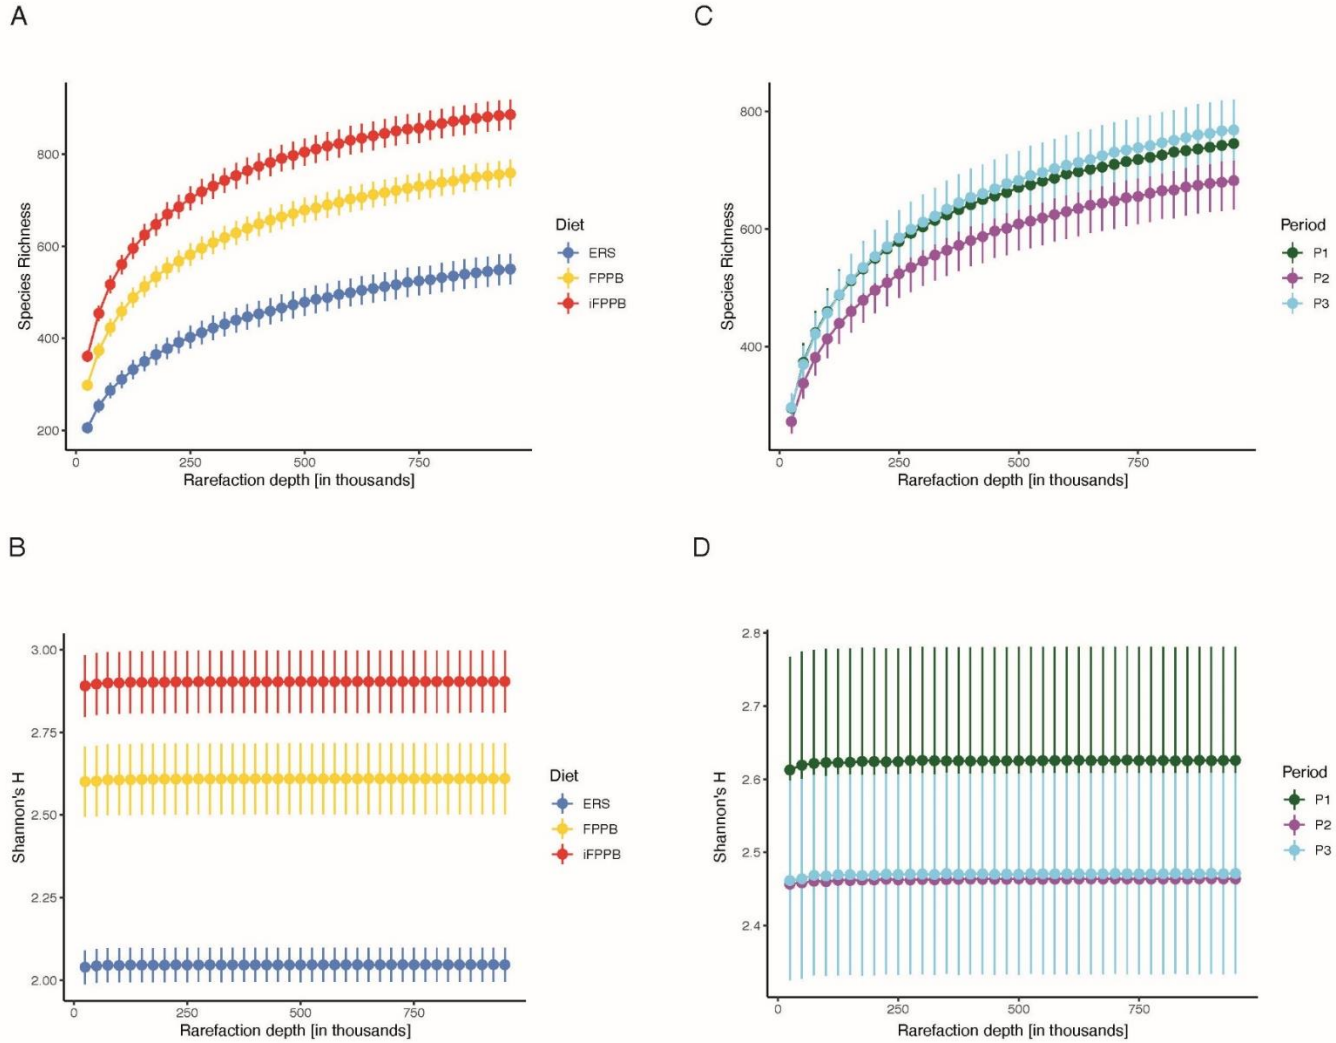 A
Species Richness
800
600
400
200
0
250
500
750
Rarefaction depth [in thousands]
Diet
ERS
FPPB
iFPPB
C
Species Richness
800
600
400
0
250
500
750
Rarefaction depth [in thousands]
Period
P1
P2
P3
B
Shannon's H
3.00
2.75
2.50
2.25
2.00
0
250
500
750
Rarefaction depth [in thousands]
Diet
ERS
FPPB
iFPPB
D
Shannon's H
2.8
2.7
2.6
2.5
2.4
0
250
500
750
Rarefaction depth [in thousands]
Period
P1
P2
P3